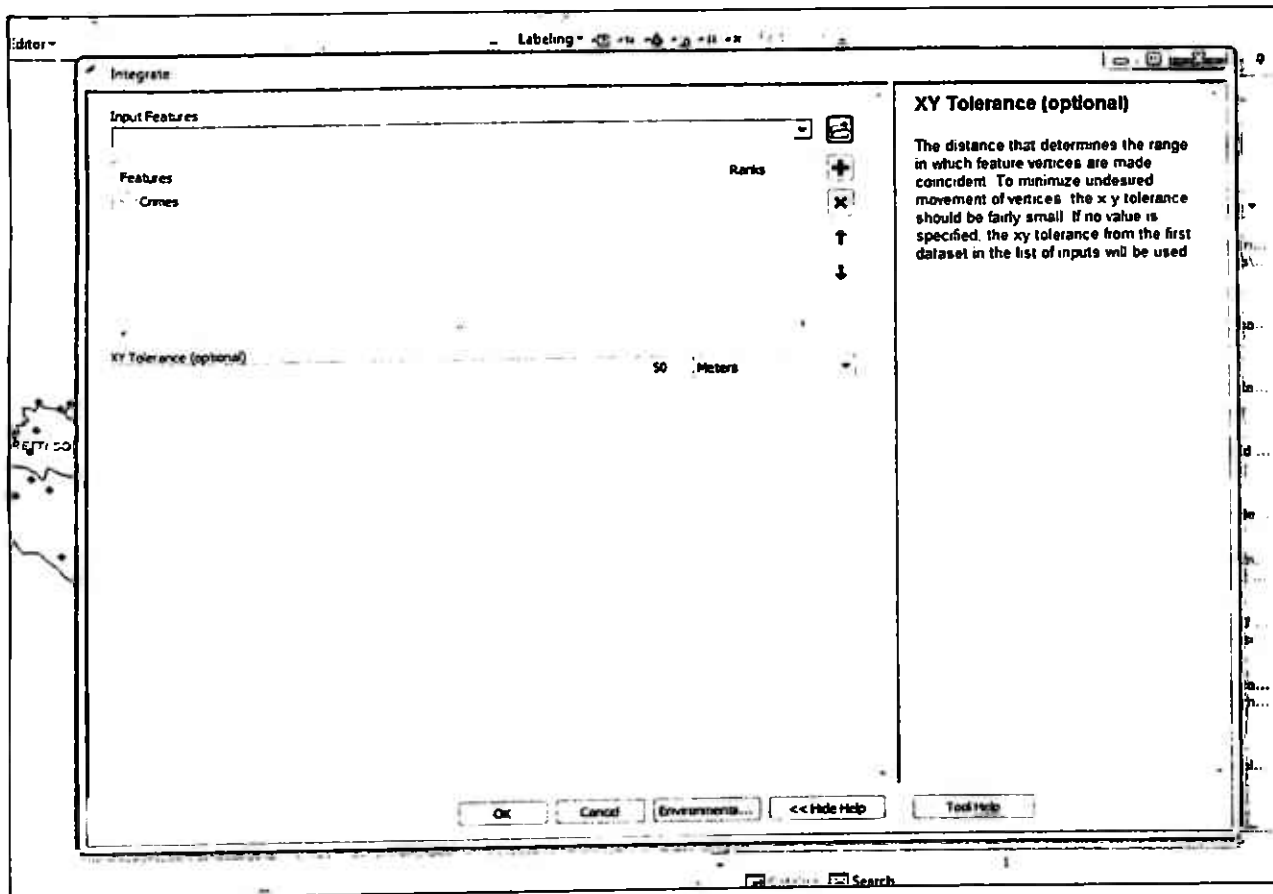 Editor
Labeling
Integrate
Input Features
Features
Ranks
Crimes
XY Tolerance (optional)
50
Meters
OK
Cancel
Environments...
<< Hide Help
Tool Help
XY Tolerance (optional)
The distance that determines the range
in which feature vertices are made
coincident To minimize undesired
movement of vertices the x y tolerance
should be fairly small If no value is
specified, the xy tolerance from the first
dataset in the list of inputs will be used
Search